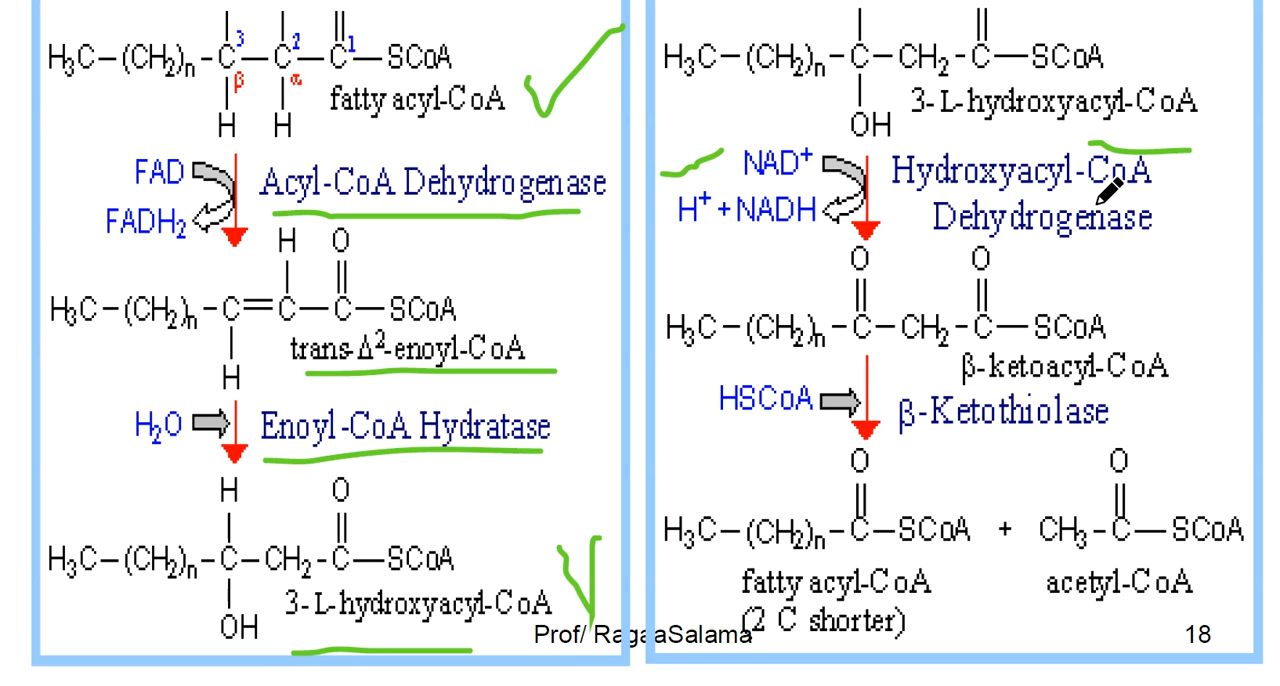 H₃C–(CH₂)ₙ–C–C–C–SCoA
3 2 1
β α
H H
fatty acyl-CoA
FAD
FADH₂
Acyl-CoA Dehydrogenase
H O
H₃C–(CH₂)ₙ–C=C–C–SCoA
H
trans-Δ²-enoyl-CoA
H₂O
Enoyl-CoA Hydratase
H O
H₃C–(CH₂)ₙ–C–CH₂-C–SCoA
OH
3-L-hydroxyacyl-CoA
H₃C–(CH₂)ₙ–C–CH₂-C–SCoA
OH
3-L-hydroxyacyl-CoA
NAD⁺
H⁺ + NADH
Hydroxyacyl-CoA
Dehydrogenase
O O
H₃C–(CH₂)ₙ–C–CH₂-C–SCoA
β-ketoacyl-CoA
HSCoA
β-Ketothiolase
O O
H₃C–(CH₂)ₙ–C–SCoA + CH₃-C–SCoA
fatty acyl-CoA acetyl-CoA
(2 C shorter)
Prof/ RagaaSalama
18